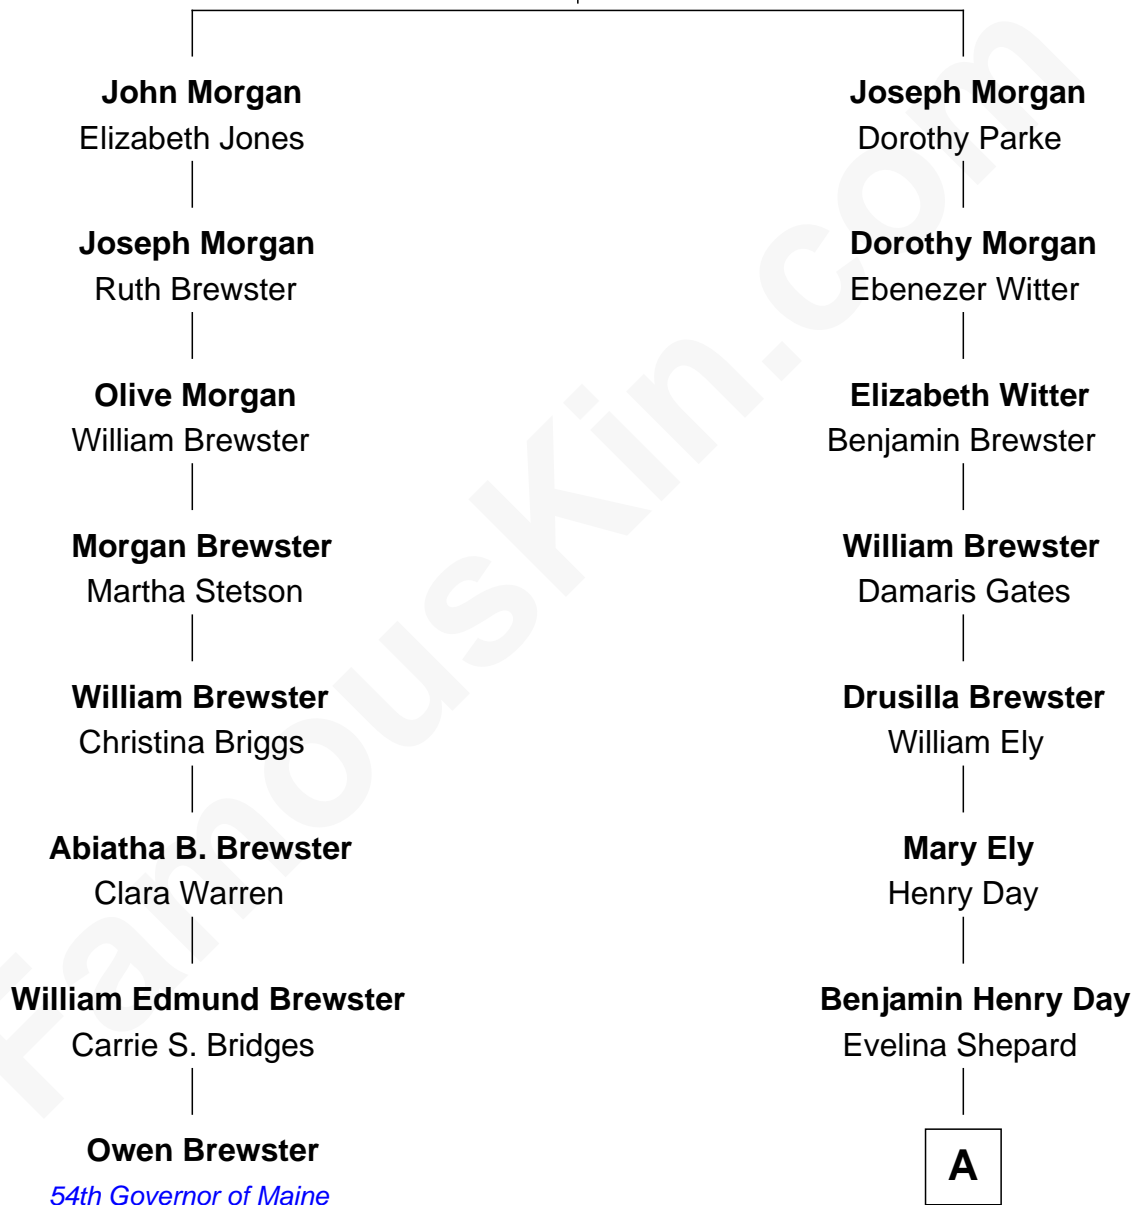 John Morgan
Elizabeth Jones
Joseph Morgan
Ruth Brewster
Olive Morgan
William Brewster
Morgan Brewster
Martha Stetson
William Brewster
Christina Briggs
Abiatha B. Brewster
Clara Warren
William Edmund Brewster
Carrie S. Bridges
Owen Brewster
54th Governor of Maine
Joseph Morgan
Dorothy Parke
Dorothy Morgan
Ebenezer Witter
Elizabeth Witter
Benjamin Brewster
William Brewster
Damaris Gates
Drusilla Brewster
William Ely
Mary Ely
Henry Day
Benjamin Henry Day
Evelina Shepard
A
FamousKin.com